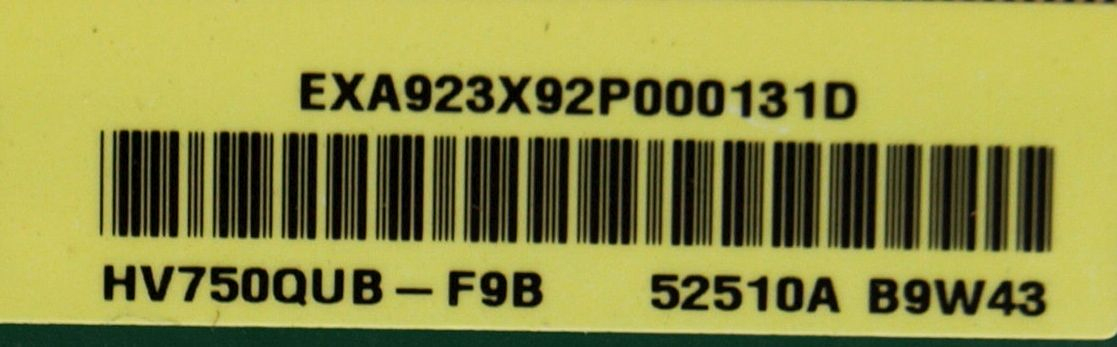 EXA923X92P000131D
HV750QUB – F9B 52510A B9W43